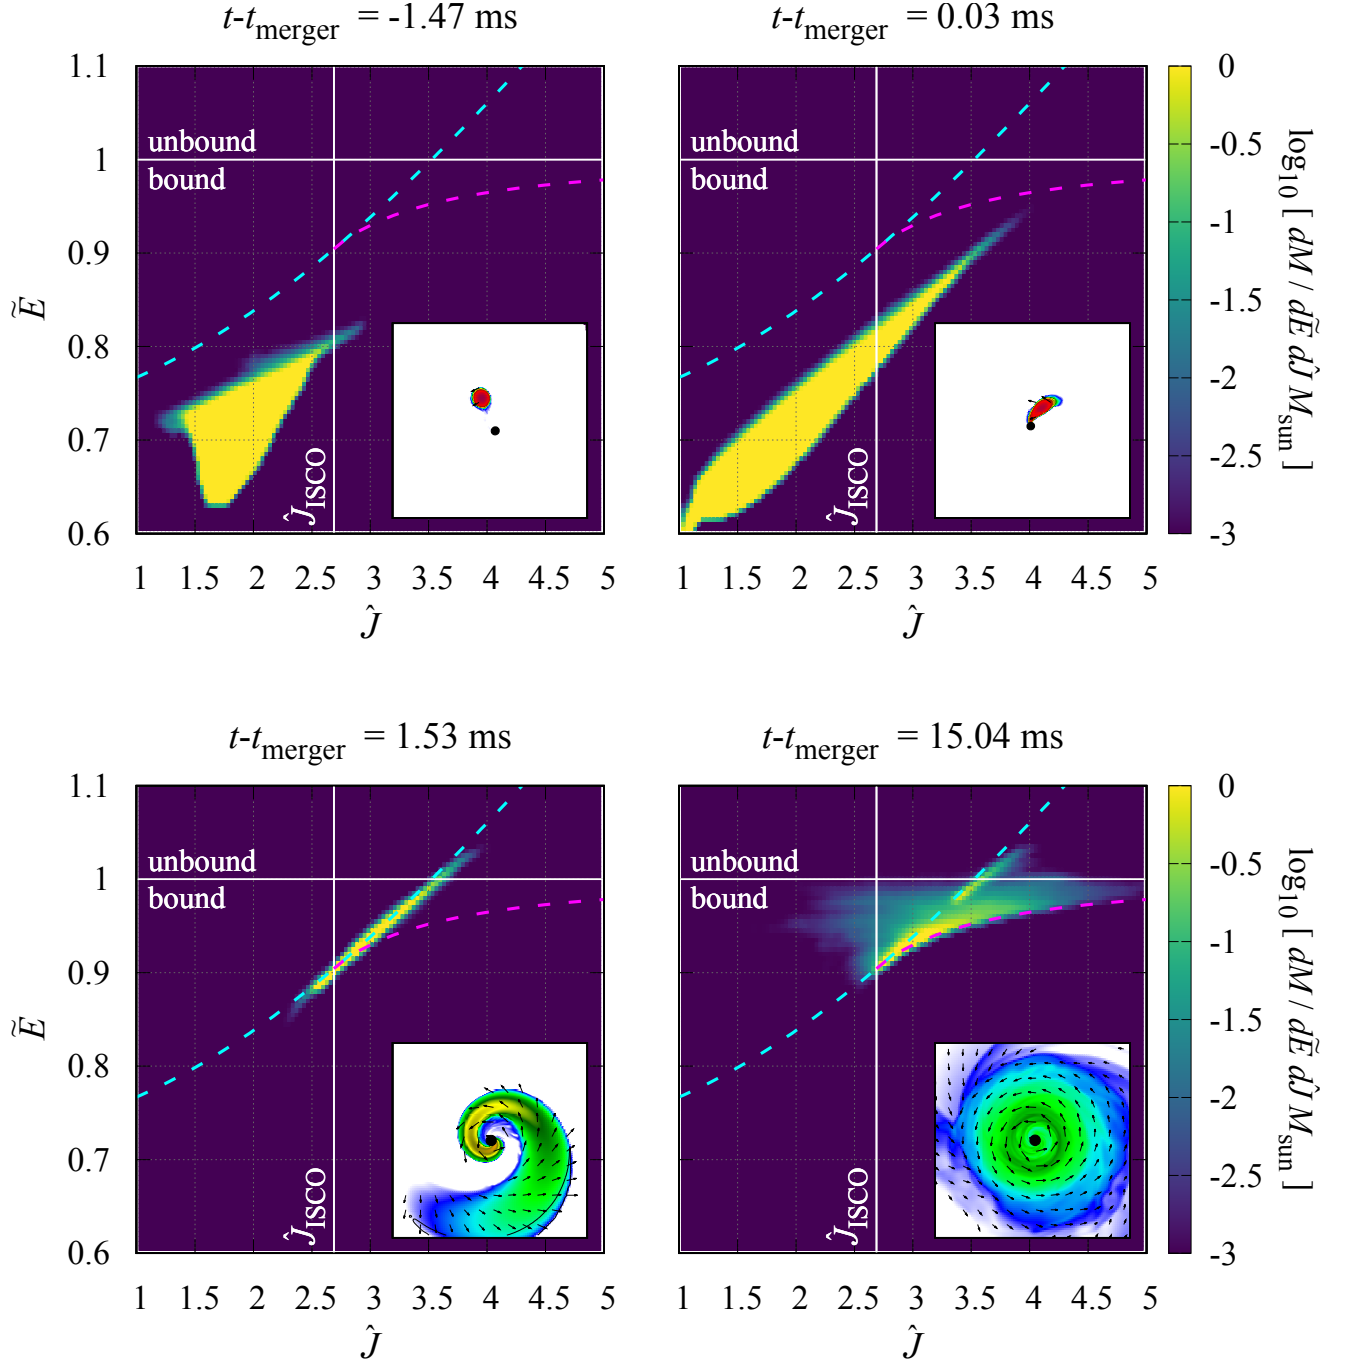 t-t_merger = -1.47 ms
t-t_merger = 0.03 ms
1.1
1
0.9
0.8
0.7
0.6
Ẽ
unbound
bound
Ĵ_ISCO
1 1.5 2 2.5 3 3.5 4 4.5 5
Ĵ
unbound
bound
Ĵ_ISCO
1 1.5 2 2.5 3 3.5 4 4.5 5
Ĵ
0
-0.5
-1
-1.5
-2
-2.5
-3
log₁₀ [ dM / dẼ dĴ M_sun ]
t-t_merger = 1.53 ms
t-t_merger = 15.04 ms
1.1
1
0.9
0.8
0.7
0.6
Ẽ
unbound
bound
Ĵ_ISCO
1 1.5 2 2.5 3 3.5 4 4.5 5
Ĵ
unbound
bound
Ĵ_ISCO
1 1.5 2 2.5 3 3.5 4 4.5 5
Ĵ
0
-0.5
-1
-1.5
-2
-2.5
-3
log₁₀ [ dM / dẼ dĴ M_sun ]